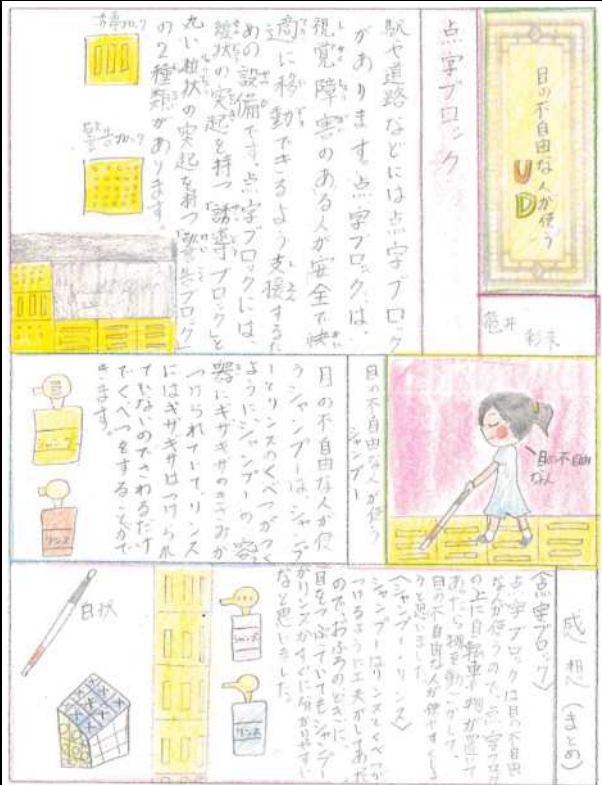 目の不自由な人が使う
UD
亀井
彩未
点字ブロック
駅や道路などには点字ブロック
があります。点字ブロックは、
視覚障害のある人が安全で快
適に移動できるよう支援するた
めの設備です。点字ブロックには、
線状の突起を持つ「誘導ブロック」と
丸い粒状の突起を持つ「警告ブロック」
の2種類があります。
誘導ブロック
警告ブロック
目の不自由な人
目の不自由な人が使う
シャンプー
目の不自由な人が使
うシャンプーは、シャンプ
ーとリンスのくべつがつく
ように、シャンプーの容
器にギザギザのきざみが
つけられていて、リンス
にはギザギザはつけられ
ていないのでさわるだけ
でくべつをすることがで
きます。
シャンプー
リンス
感想(まとめ)
〈点字ブロック〉
点字ブロックは目の不自由
な人が使うので、点字ブロック
の上に自転車や物が置いて
あったら物を動かして、
目の不自由な人が使いやすくしよ
うと思いました。
〈シャンプー・リンス〉
シャンプーはリンスとくべつが
つけるように工夫がしてあった
ので、おふろのときに、
目をつぶっていてもシャンプー
がリンスかすぐに分かりやすい
なと思いました。
シャンプー
リンス
白杖